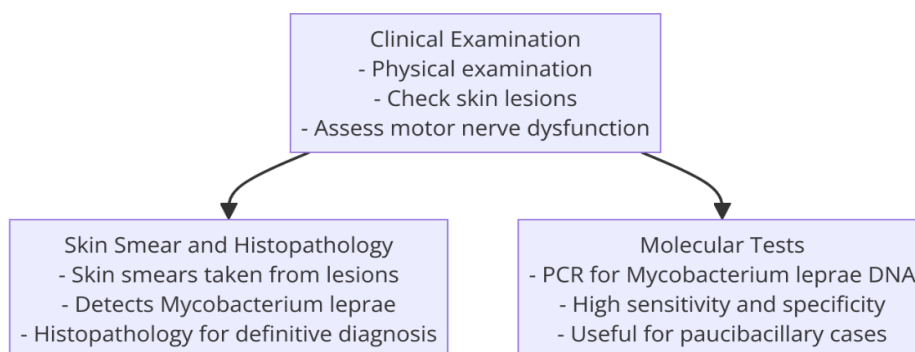 Clinical Examination
- Physical examination
- Check skin lesions
- Assess motor nerve dysfunction
Skin Smear and Histopathology
- Skin smears taken from lesions
- Detects Mycobacterium leprae
- Histopathology for definitive diagnosis
Molecular Tests
- PCR for Mycobacterium leprae DNA
- High sensitivity and specificity
- Useful for paucibacillary cases